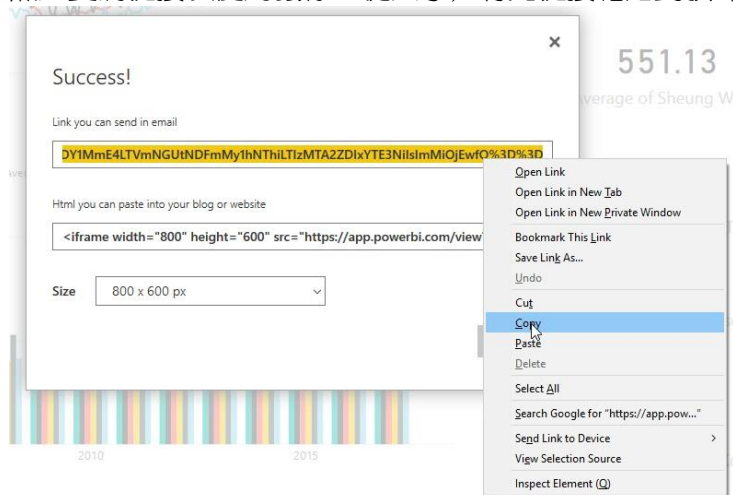 Success!
551.13
verage of Sheung W
Link you can send in email
DY1MmE4LTVmNGUtNDFmMy1hNThiLTIzMTA2ZDIxYTE3NiIsImMiOjEwfQ%3D%3D
Html you can paste into your blog or website
<iframe width="800" height="600" src="https://app.powerbi.com/view?
Size 800 x 600 px
Open Link
Open Link in New Tab
Open Link in New Private Window
Bookmark This Link
Save Link As...
Undo
Cut
Copy
Paste
Delete
Select All
Search Google for "https://app.pow..."
Send Link to Device
View Selection Source
Inspect Element (Q)
2010 2015